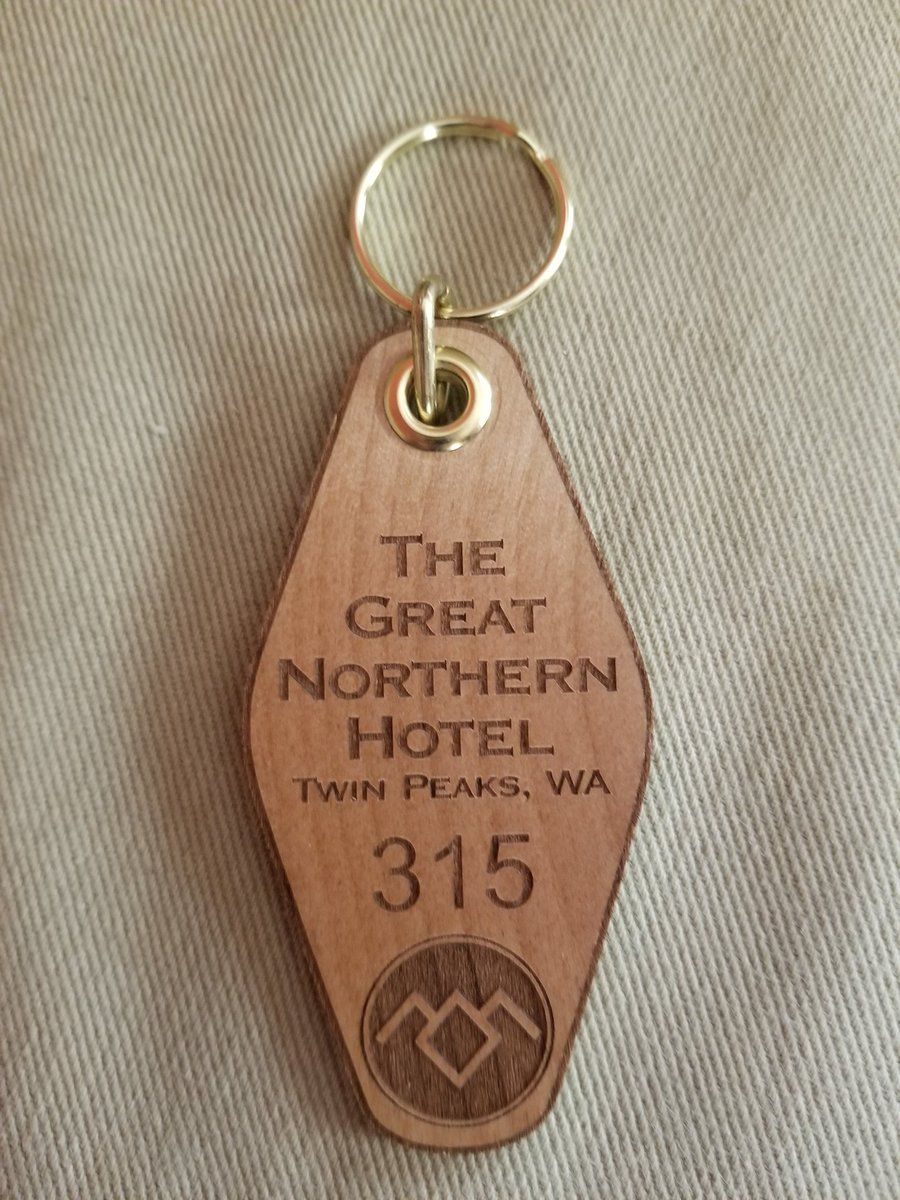 THE
GREAT
NORTHERN
HOTEL
TWIN PEAKS, WA
315